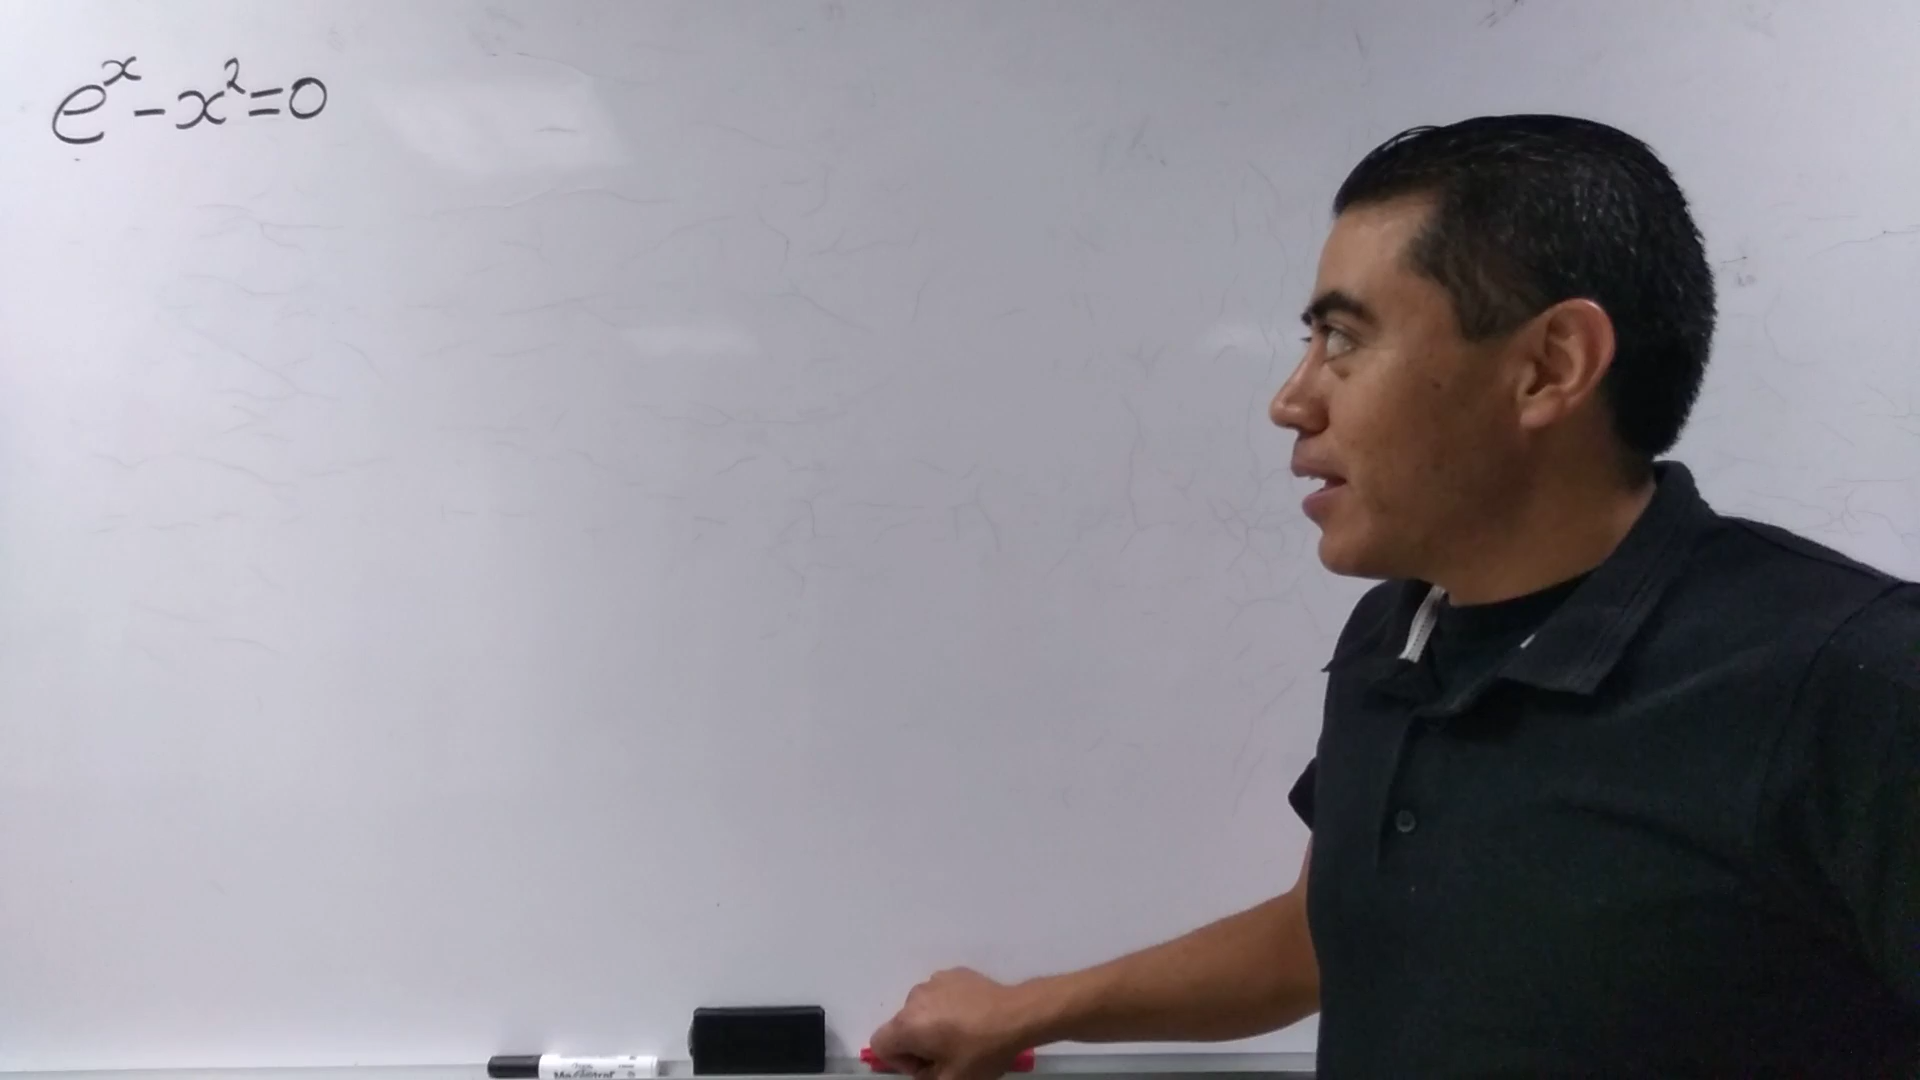 e^x - x^2 = 0